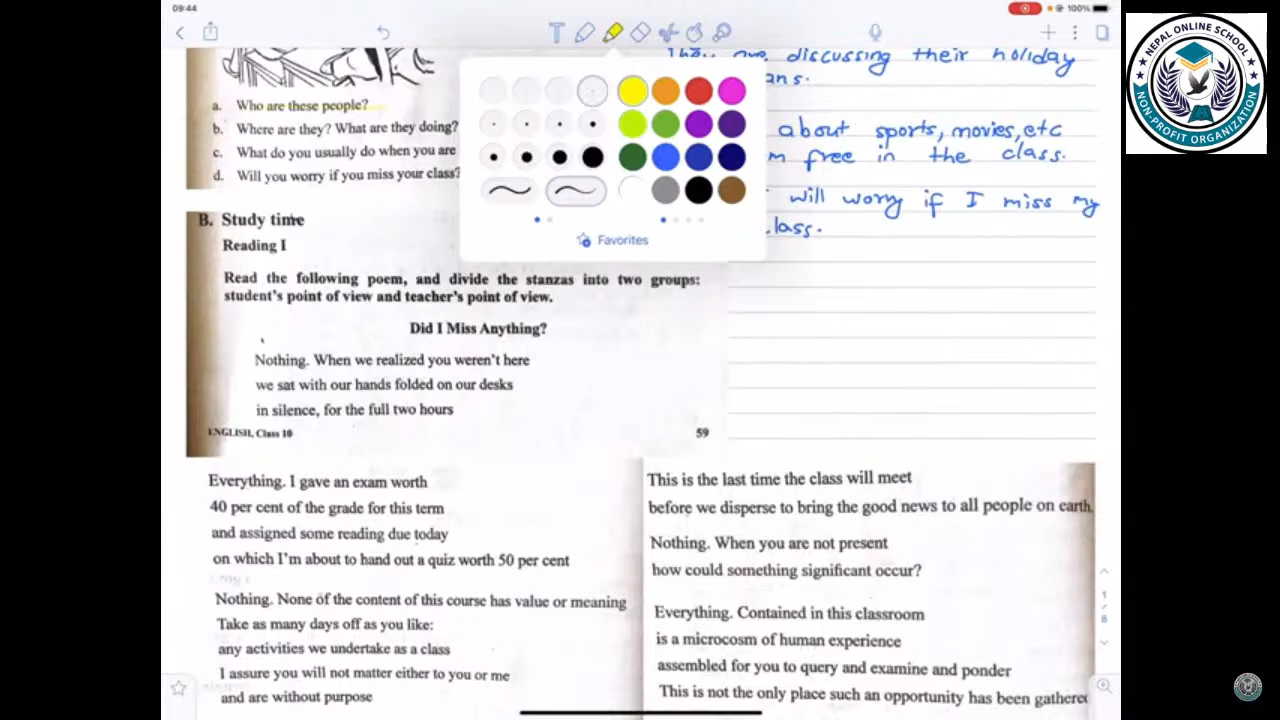 09:44
100%
NEPAL ONLINE SCHOOL
NON-PROFIT ORGANIZATION
a. Who are these people?
b. Where are they? What are they doing?
c. What do you usually do when you are
d. Will you worry if you miss your class?
are discussing their holiday
about sports, movies, etc
free in the class.
will worry if I miss my
Favorites
B. Study time
Reading I
Read the following poem, and divide the stanzas into two groups:
student's point of view and teacher's point of view.
Did I Miss Anything?
Nothing. When we realized you weren't here
we sat with our hands folded on our desks
in silence, for the full two hours
ENGLISH, Class 10
59
Everything. I gave an exam worth
40 per cent of the grade for this term
and assigned some reading due today
on which I'm about to hand out a quiz worth 50 per cent
Nothing. None of the content of this course has value or meaning
Take as many days off as you like:
any activities we undertake as a class
I assure you will not matter either to you or me
and are without purpose
This is the last time the class will meet
before we disperse to bring the good news to all people on earth.
Nothing. When you are not present
how could something significant occur?
Everything. Contained in this classroom
is a microcosm of human experience
assembled for you to query and examine and ponder
This is not the only place such an opportunity has been gathered
1
/
8